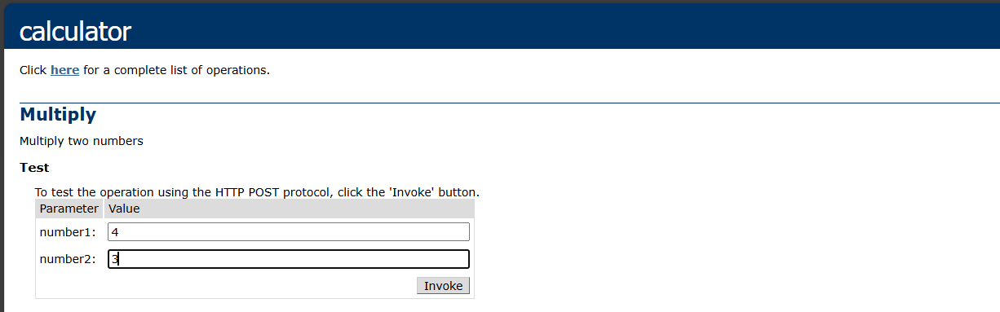 calculator
Click here for a complete list of operations.
Multiply
Multiply two numbers
Test
To test the operation using the HTTP POST protocol, click the 'Invoke' button.
Parameter Value
number1: 4
number2: 3
Invoke